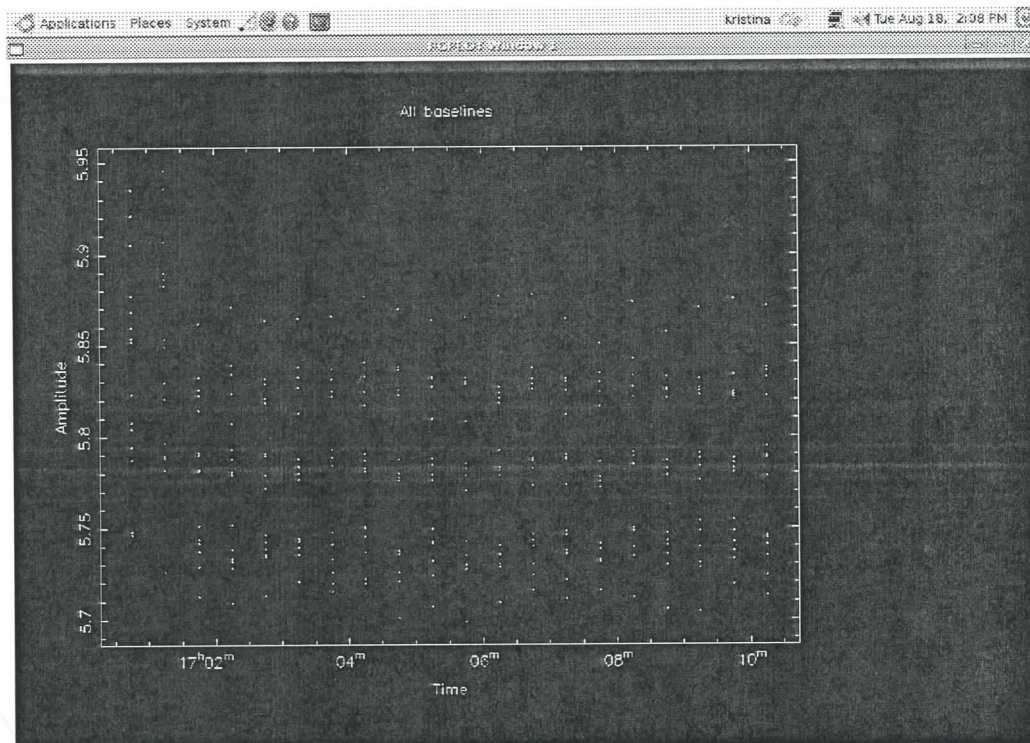 Applications Places System
Kristina
Tue Aug 18, 2:08 PM
PGPLOT Window 1
All baselines
5.95
5.9
5.85
5.8
5.75
5.7
Amplitude
17ʰ02ᵐ 04ᵐ 06ᵐ 08ᵐ 10ᵐ
Time